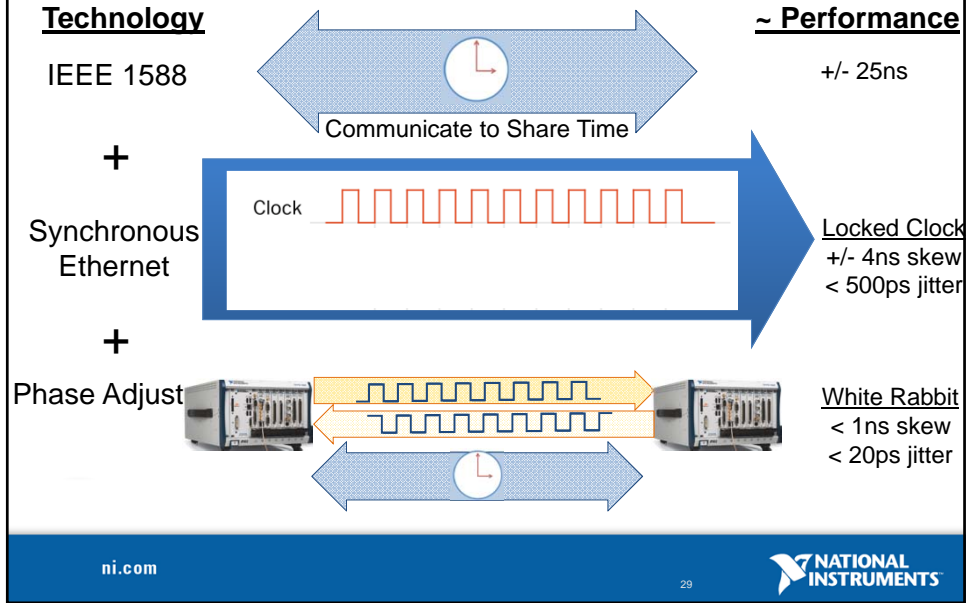 Technology
~ Performance
IEEE 1588
+/- 25ns
Communicate to Share Time
+
Clock
Synchronous
Ethernet
Locked Clock
+/- 4ns skew
< 500ps jitter
+
Phase Adjust
White Rabbit
< 1ns skew
< 20ps jitter
ni.com
29
NATIONAL
INSTRUMENTS™